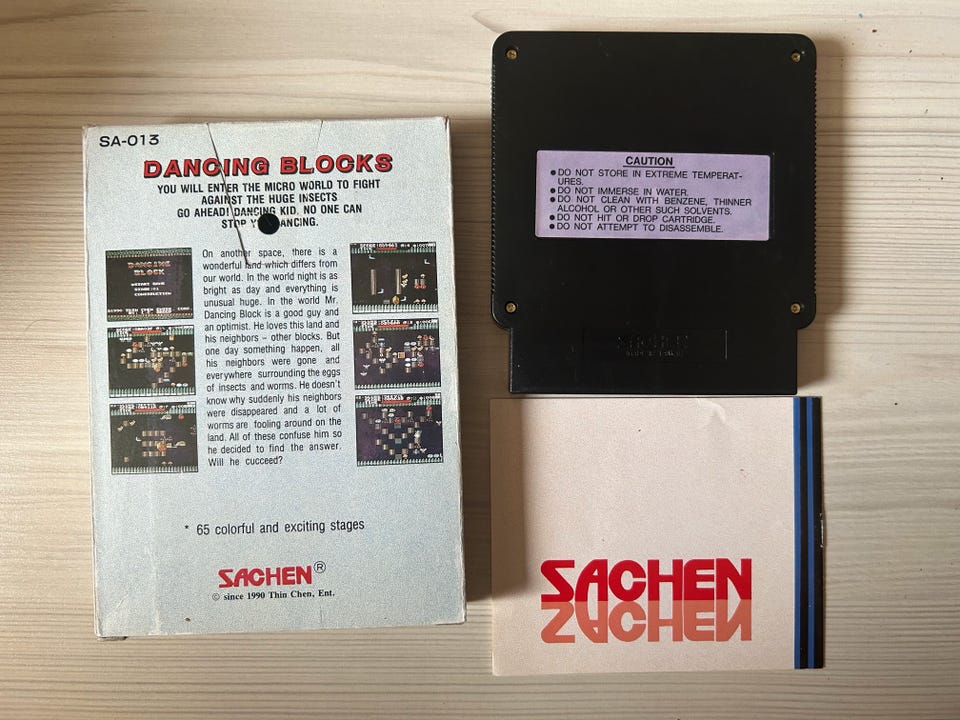 SA-013
DANCING BLOCKS
YOU WILL ENTER THE MICRO WORLD TO FIGHT
AGAINST THE HUGE INSECTS
GO AHEAD! DANCING KID, NO ONE CAN
STOP YOU DANCING.
On another space, there is a
wonderful land which differs from
our world. In the world night is as
bright as day and everything is
unusual huge. In the world Mr.
Dancing Block is a good guy and
an optimist. He loves this land and
his neighbors – other blocks. But
one day something happen, all
his neighbors were gone and
everywhere surrounding the eggs
of insects and worms. He doesn't
know why suddenly his neighbors
were disappeared and a lot of
worms are fooling around on the
land. All of these confuse him so
he decided to find the answer.
Will he cucceed?
DANCING
BLOCK
* 65 colorful and exciting stages
SACHEN®
© since 1990 Thin Chen, Ent.
CAUTION
●DO NOT STORE IN EXTREME TEMPERAT-
URES.
●DO NOT IMMERSE IN WATER.
●DO NOT CLEAN WITH BENZENE, THINNER
ALCOHOL OR OTHER SUCH SOLVENTS.
●DO NOT HIT OR DROP CARTRIDGE.
●DO NOT ATTEMPT TO DISASSEMBLE.
SACHEN
SACHEN